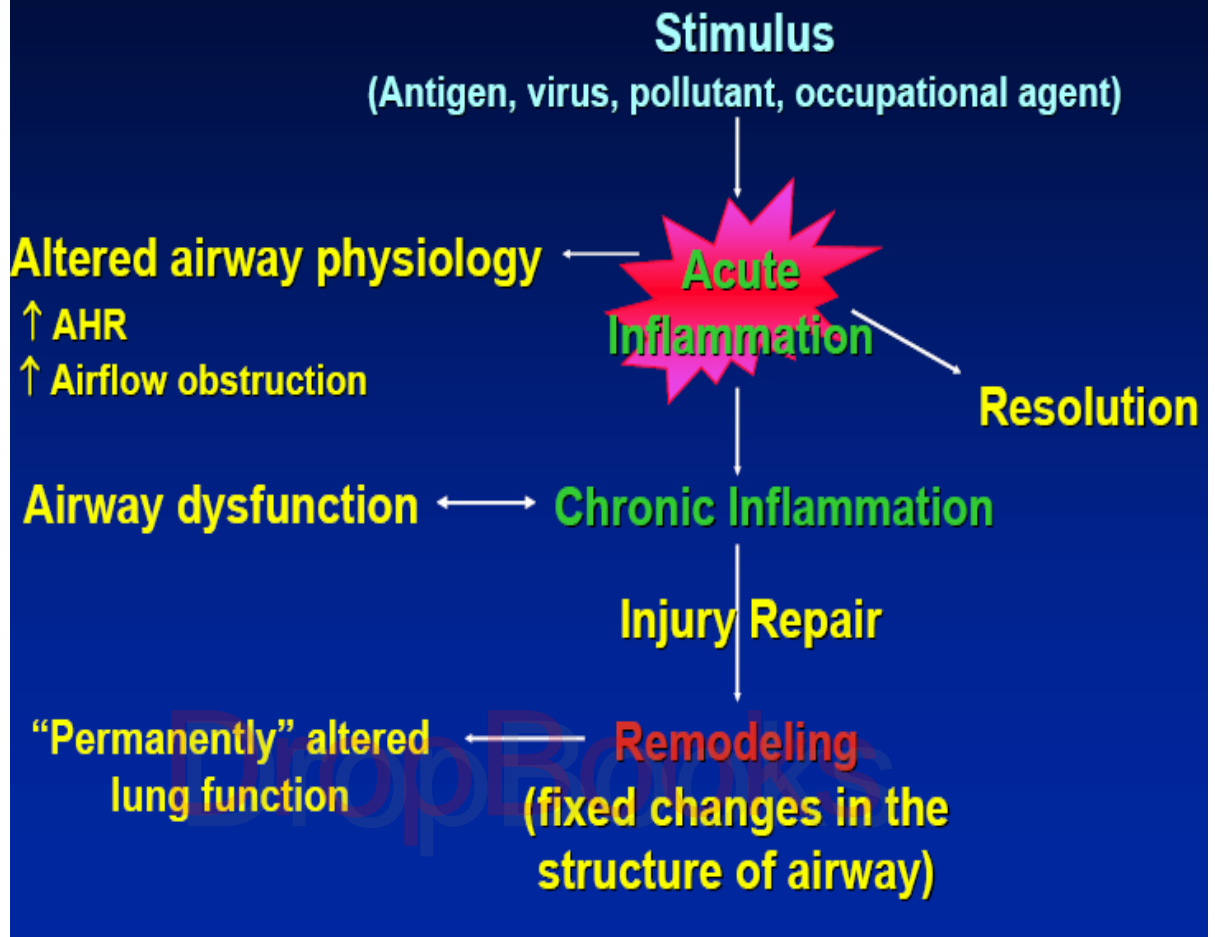 Stimulus
(Antigen, virus, pollutant, occupational agent)
Altered airway physiology
↑ AHR
↑ Airflow obstruction
Acute
Inflammation
Resolution
Airway dysfunction
Chronic Inflammation
Injury Repair
“Permanently” altered
lung function
Remodeling
(fixed changes in the
structure of airway)
DropBooks